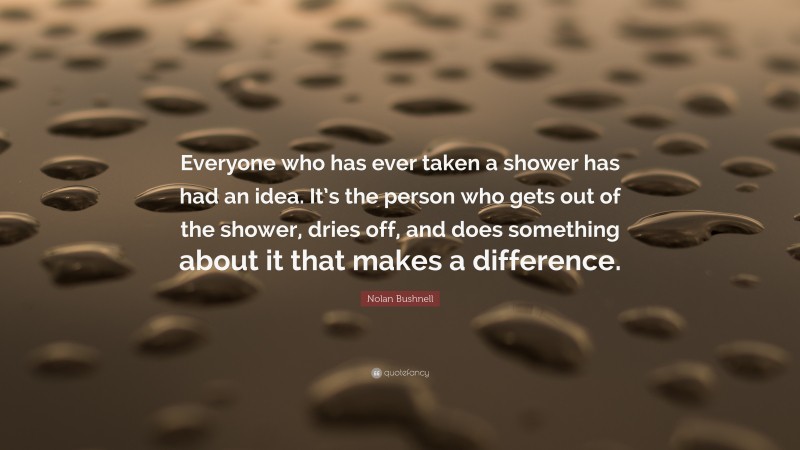 Everyone who has ever taken a shower has
had an idea. It’s the person who gets out of
the shower, dries off, and does something
about it that makes a difference.
Nolan Bushnell
quotefancy